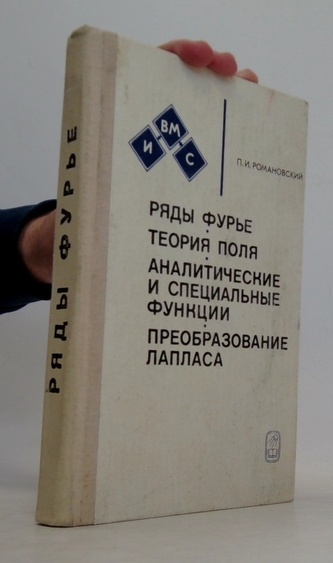 РЯДЫ ФУРЬЕ
И
ВМ
С
П.И.РОМАНОВСКИЙ
РЯДЫ ФУРЬЕ
·
ТЕОРИЯ ПОЛЯ
·
АНАЛИТИЧЕСКИЕ
И СПЕЦИАЛЬНЫЕ
ФУНКЦИИ
·
ПРЕОБРАЗОВАНИЕ
ЛАПЛАСА